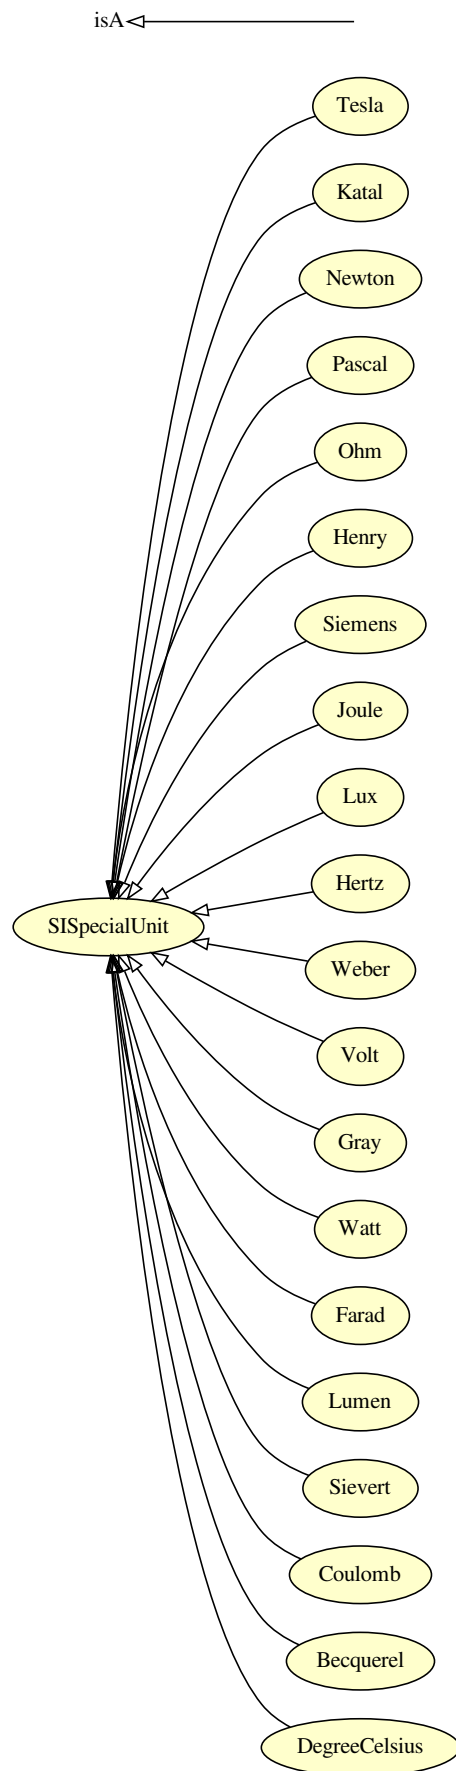 isA
Tesla
Katal
Newton
Pascal
Ohm
Henry
Siemens
Joule
Lux
Hertz
SISpecialUnit
Weber
Volt
Gray
Watt
Farad
Lumen
Sievert
Coulomb
Becquerel
DegreeCelsius